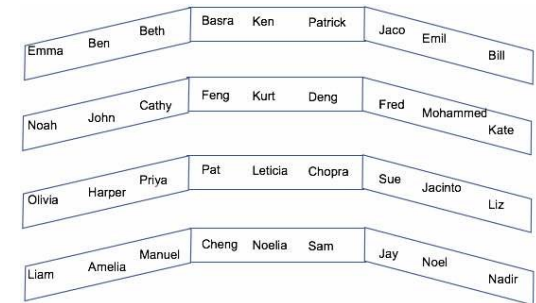 Emma Ben Beth Basra Ken Patrick Jaco Emil Bill
Noah John Cathy Feng Kurt Deng Fred Mohammed Kate
Olivia Harper Priya Pat Leticia Chopra Sue Jacinto Liz
Liam Amelia Manuel Cheng Noelia Sam Jay Noel Nadir